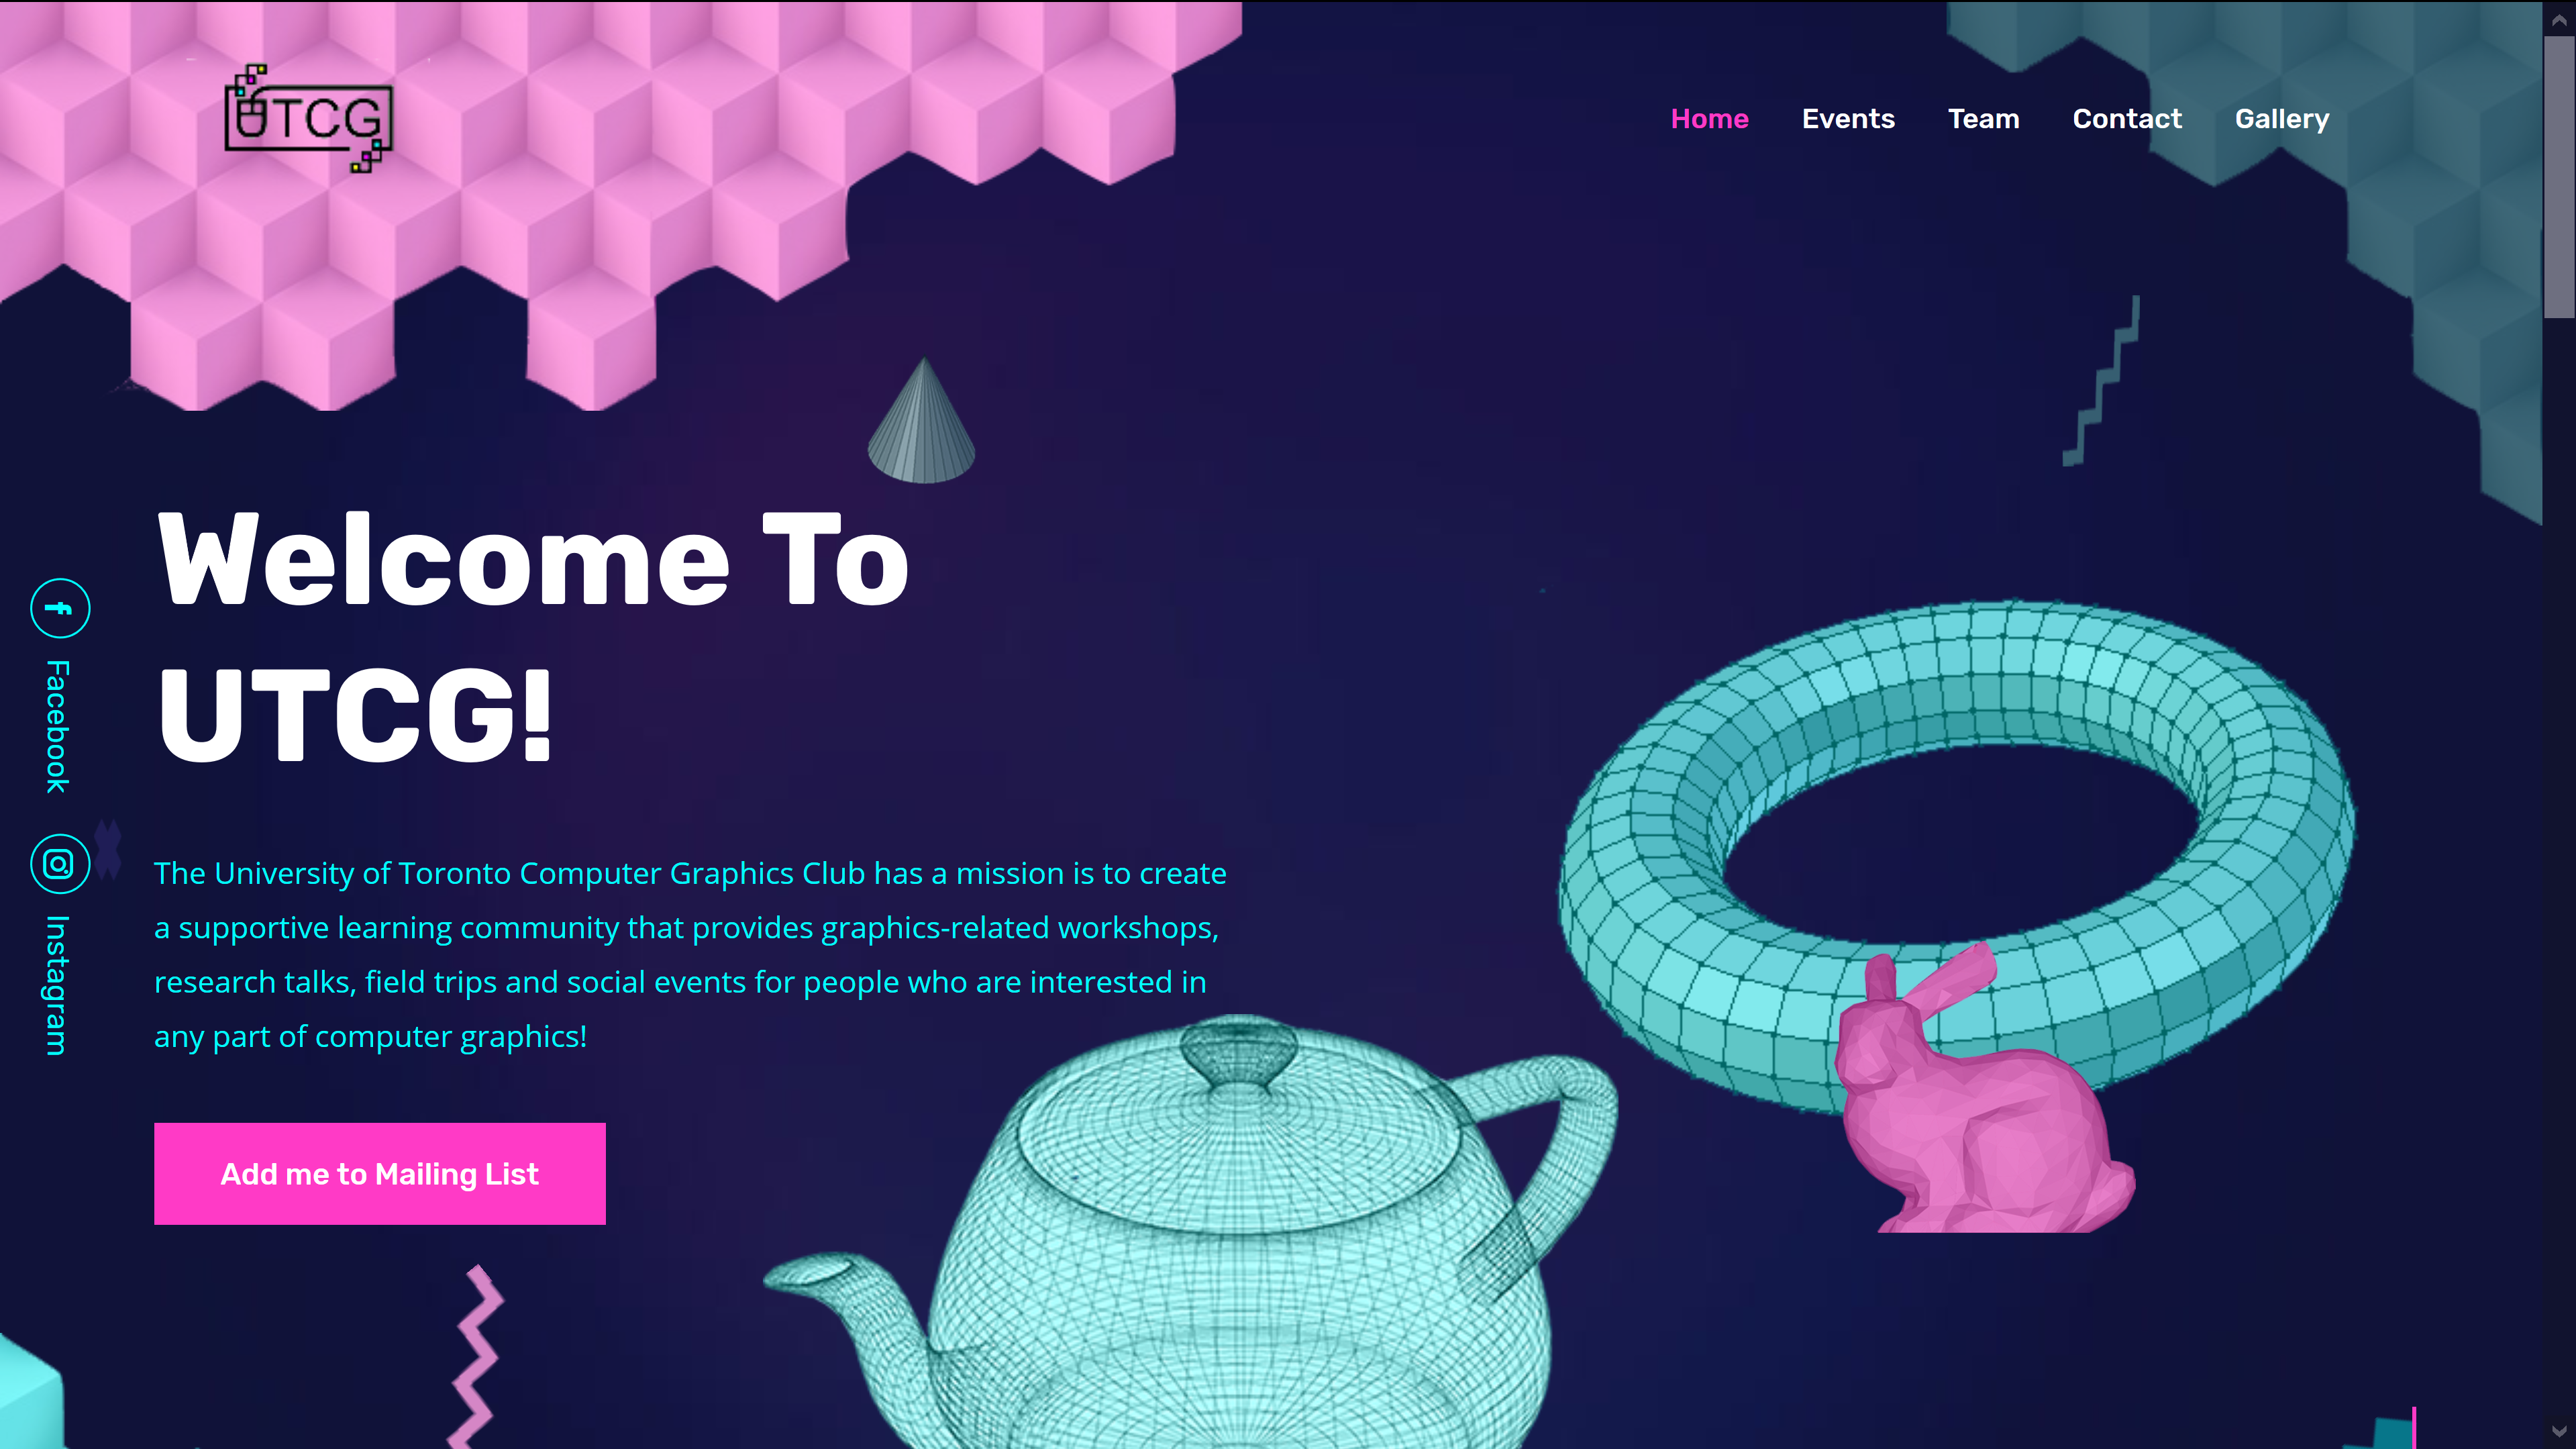 UTCG
Home Events Team Contact Gallery
Welcome To
UTCG!
Facebook
Instagram
The University of Toronto Computer Graphics Club has a mission is to create
a supportive learning community that provides graphics-related workshops,
research talks, field trips and social events for people who are interested in
any part of computer graphics!
Add me to Mailing List